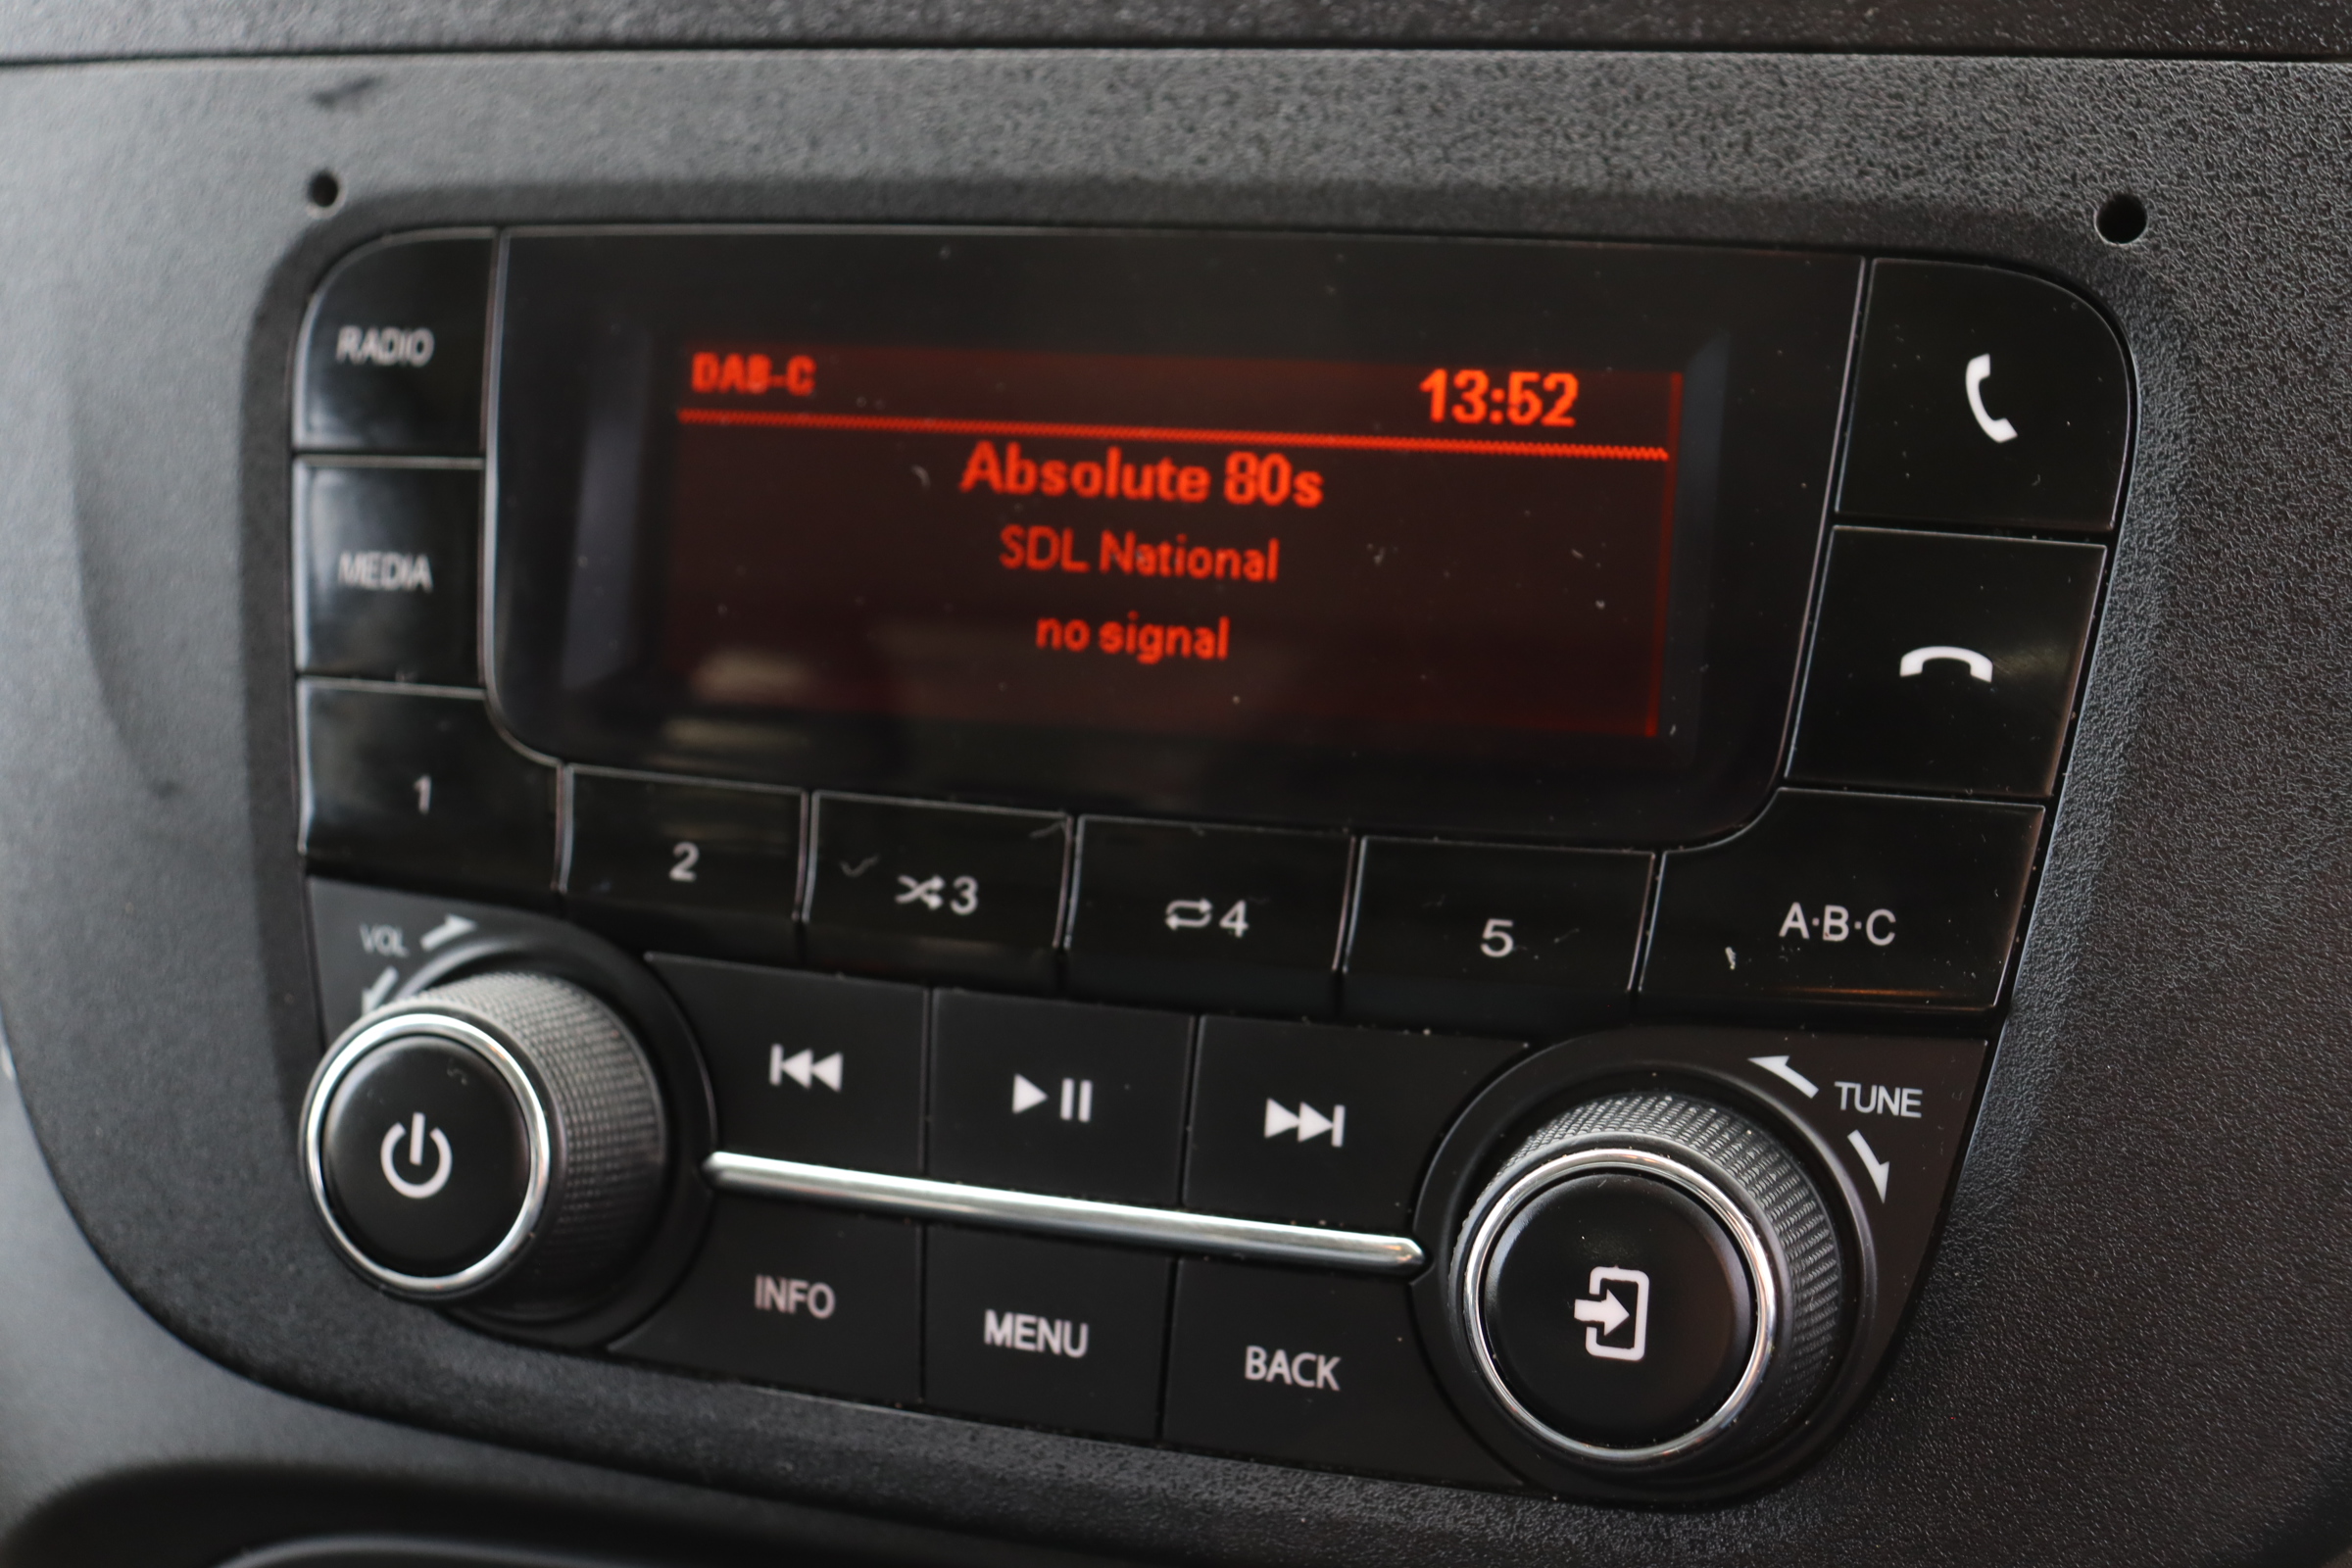 RADIO
DAB-C 13:52
Absolute 80s
SDL National
no signal
MEDIA
1
2
3
4
5
A·B·C
VOL
TUNE
INFO
MENU
BACK